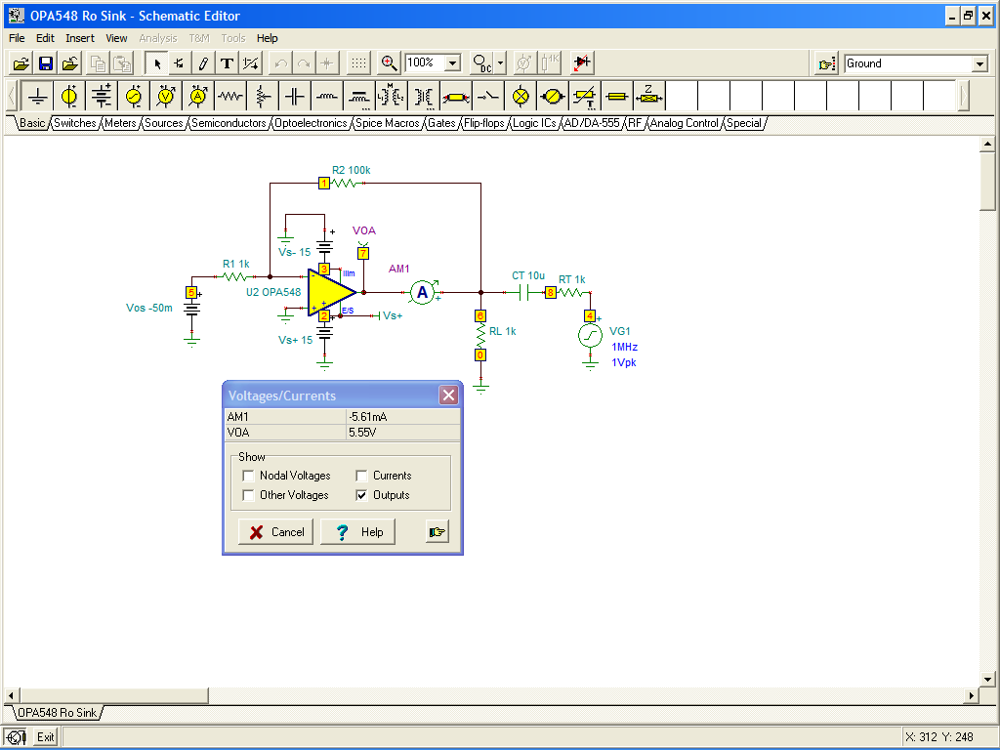 OPA548 Ro Sink - Schematic Editor
File Edit Insert View Analysis T&M Tools Help
T 100% DC 1K Ground
V A M T Z
Basic Switches Meters Sources Semiconductors Optoelectronics Spice Macros Gates Flip-flops Logic ICs AD/DA-555 RF Analog Control Special
R2 100k
1
+
VOA
Vs- 15
7
R1 1k
3
Ilim
AM1
CT 10u
RT 1k
U2 OPA548
-
+
+
A
+
5
+
8
Vos -50m
2
+
E/S
Vs+
6
4
+
Vs+ 15
RL 1k
VG1
1MHz
0
1Vpk
Voltages/Currents
AM1 -5.61mA
VOA 5.55V
Show
Nodal Voltages Currents
Other Voltages Outputs
Cancel ? Help
OPA548 Ro Sink
Exit X: 312 Y: 248